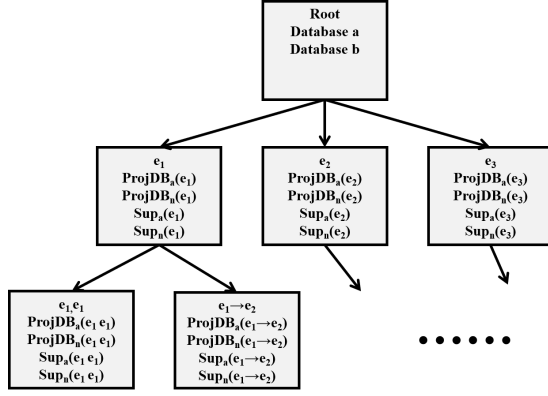 Root
Database a
Database b
e₁
ProjDBₐ(e₁)
ProjDBₙ(e₁)
Supₐ(e₁)
Supₙ(e₁)
e₂
ProjDBₐ(e₂)
ProjDBₙ(e₂)
Supₐ(e₂)
Supₙ(e₂)
e₃
ProjDBₐ(e₃)
ProjDBₙ(e₃)
Supₐ(e₃)
Supₙ(e₃)
e₁,e₁
ProjDBₐ(e₁ e₁)
ProjDBₙ(e₁ e₁)
Supₐ(e₁ e₁)
Supₙ(e₁ e₁)
e₁→e₂
ProjDBₐ(e₁→e₂)
ProjDBₙ(e₁→e₂)
Supₐ(e₁→e₂)
Supₙ(e₁→e₂)
● ● ● ● ● ●